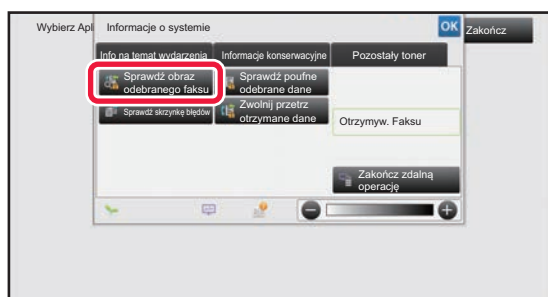 Wybierz Apl
Informacje o systemie
OK
Zakończ
Info na temat wydarzenia
Informacje konserwacyjne
Pozostały toner
Sprawdź obraz
odebranego faksu
Sprawdź poufne
odebrane dane
Sprawdź skrzynkę błędów
Zwolnij przetrz
otrzymane dane
Otrzymyw. Faksu
Zakończ zdalną
operację